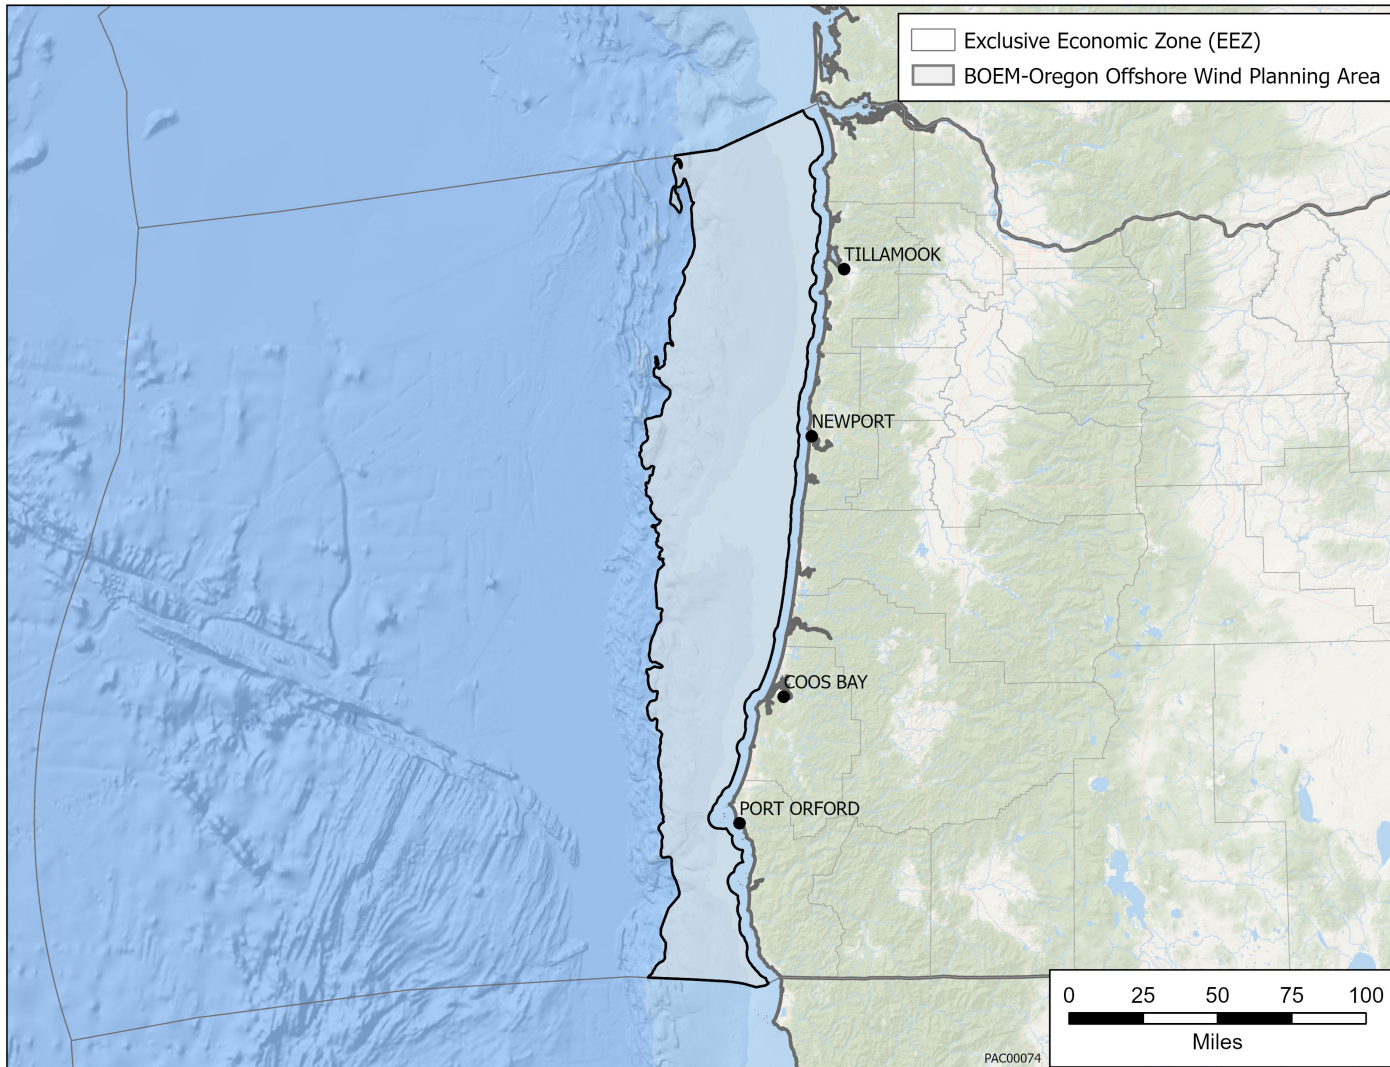 Exclusive Economic Zone (EEZ)
BOEM-Oregon Offshore Wind Planning Area
TILLAMOOK
NEWPORT
COOS BAY
PORT ORFORD
0 25 50 75 100
Miles
PAC00074